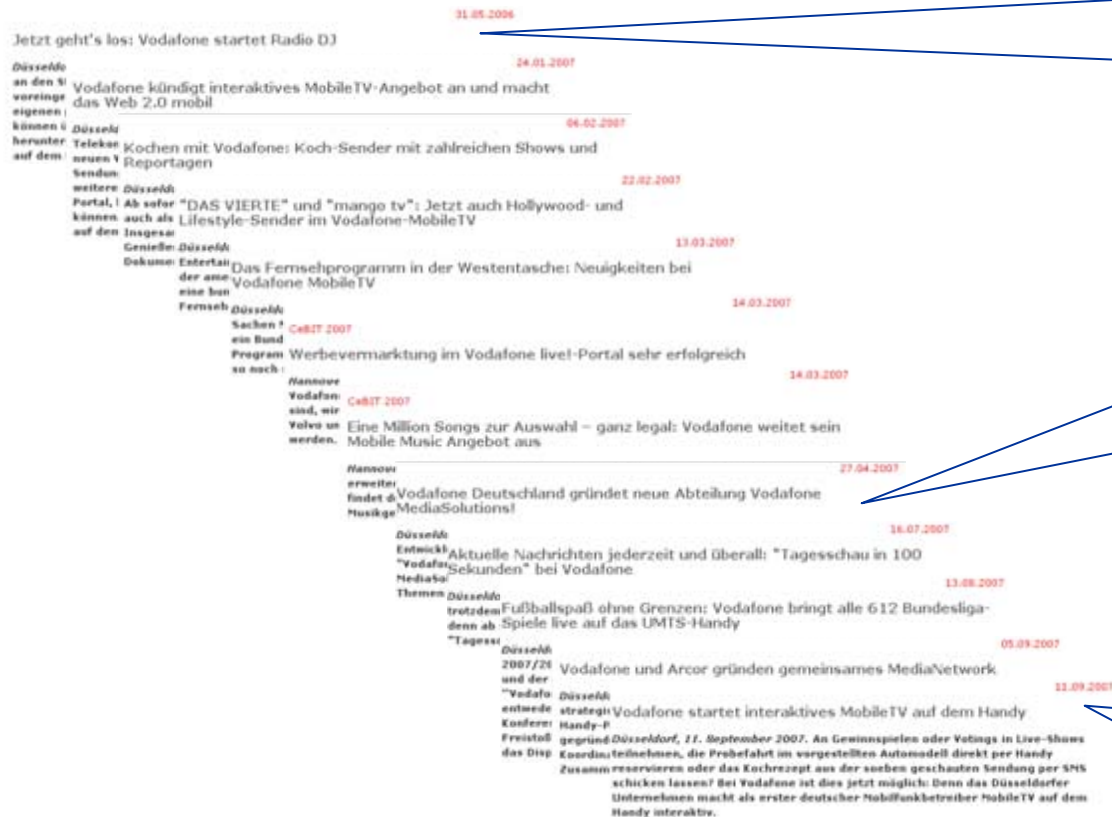 31.05.2006
Jetzt geht's los: Vodafone startet Radio DJ
24.01.2007
Vodafone kündigt interaktives MobileTV-Angebot an und macht
das Web 2.0 mobil
06.02.2007
Kochen mit Vodafone: Koch-Sender mit zahlreichen Shows und
Reportagen
22.02.2007
"DAS VIERTE" und "mango tv": Jetzt auch Hollywood- und
Lifestyle-Sender im Vodafone-MobileTV
13.03.2007
Das Fernsehprogramm in der Westentasche: Neuigkeiten bei
Vodafone MobileTV
14.03.2007
CeBIT 2007
Werbevermarktung im Vodafone live!-Portal sehr erfolgreich
14.03.2007
CeBIT 2007
Eine Million Songs zur Auswahl – ganz legal: Vodafone weitet sein
Mobile Music Angebot aus
27.04.2007
Vodafone Deutschland gründet neue Abteilung Vodafone
MediaSolutions!
16.07.2007
Aktuelle Nachrichten jederzeit und überall: "Tagesschau in 100
Sekunden" bei Vodafone
13.08.2007
Fußballspaß ohne Grenzen: Vodafone bringt alle 612 Bundesliga-
Spiele live auf das UMTS-Handy
05.09.2007
Vodafone und Arcor gründen gemeinsames MediaNetwork
11.09.2007
Vodafone startet interaktives MobileTV auf dem Handy
Düsseldorf, 11. September 2007. An Gewinnspielen oder Votings in Live-Shows
teilnehmen, die Probefahrt im vorgestellten Automodell direkt per Handy
reservieren oder das Kochrezept aus der soeben geschauten Sendung per SMS
schicken lassen? Bei Vodafone ist dies jetzt möglich: Denn das Düsseldorfer
Unternehmen macht als erster deutscher Mobilfunkbetreiber MobileTV auf dem
Handy interaktiv.